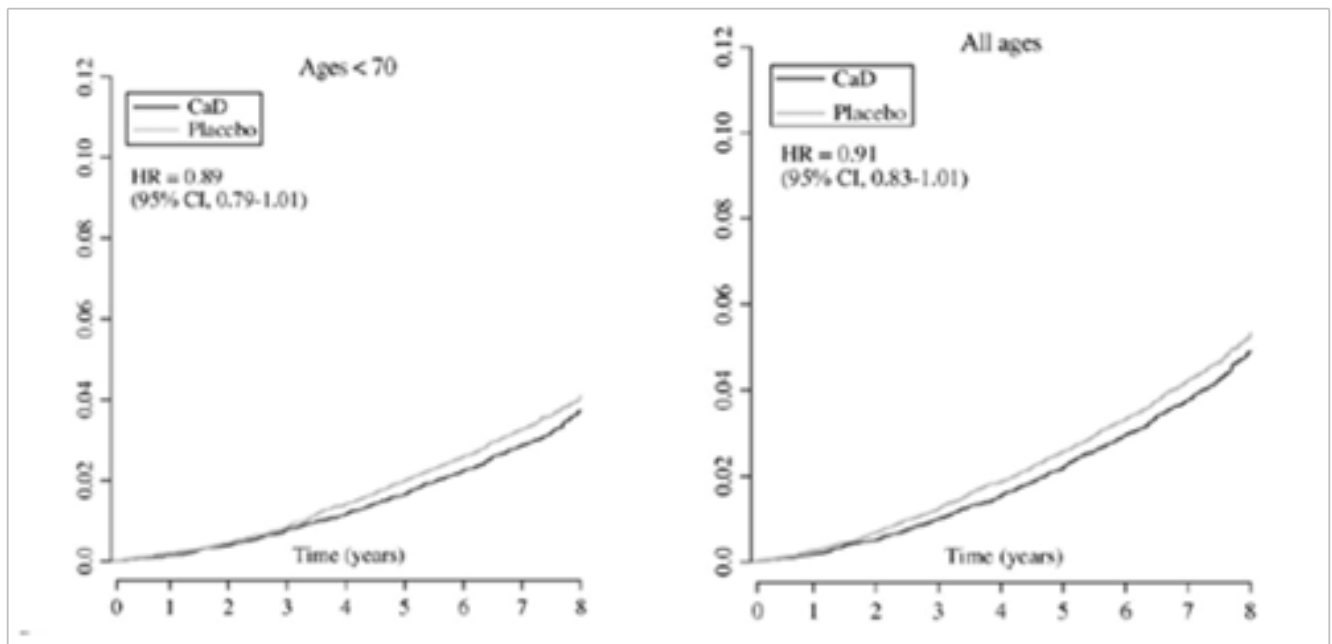 Ages < 70
0.12
CaD
Placebo
0.10
HR = 0.89
(95% CI, 0.79-1.01)
0.08
0.06
0.04
0.02
0.0
Time (years)
0 1 2 3 4 5 6 7 8
All ages
0.12
CaD
Placebo
0.10
HR = 0.91
(95% CI, 0.83-1.01)
0.08
0.06
0.04
0.02
0.0
Time (years)
0 1 2 3 4 5 6 7 8